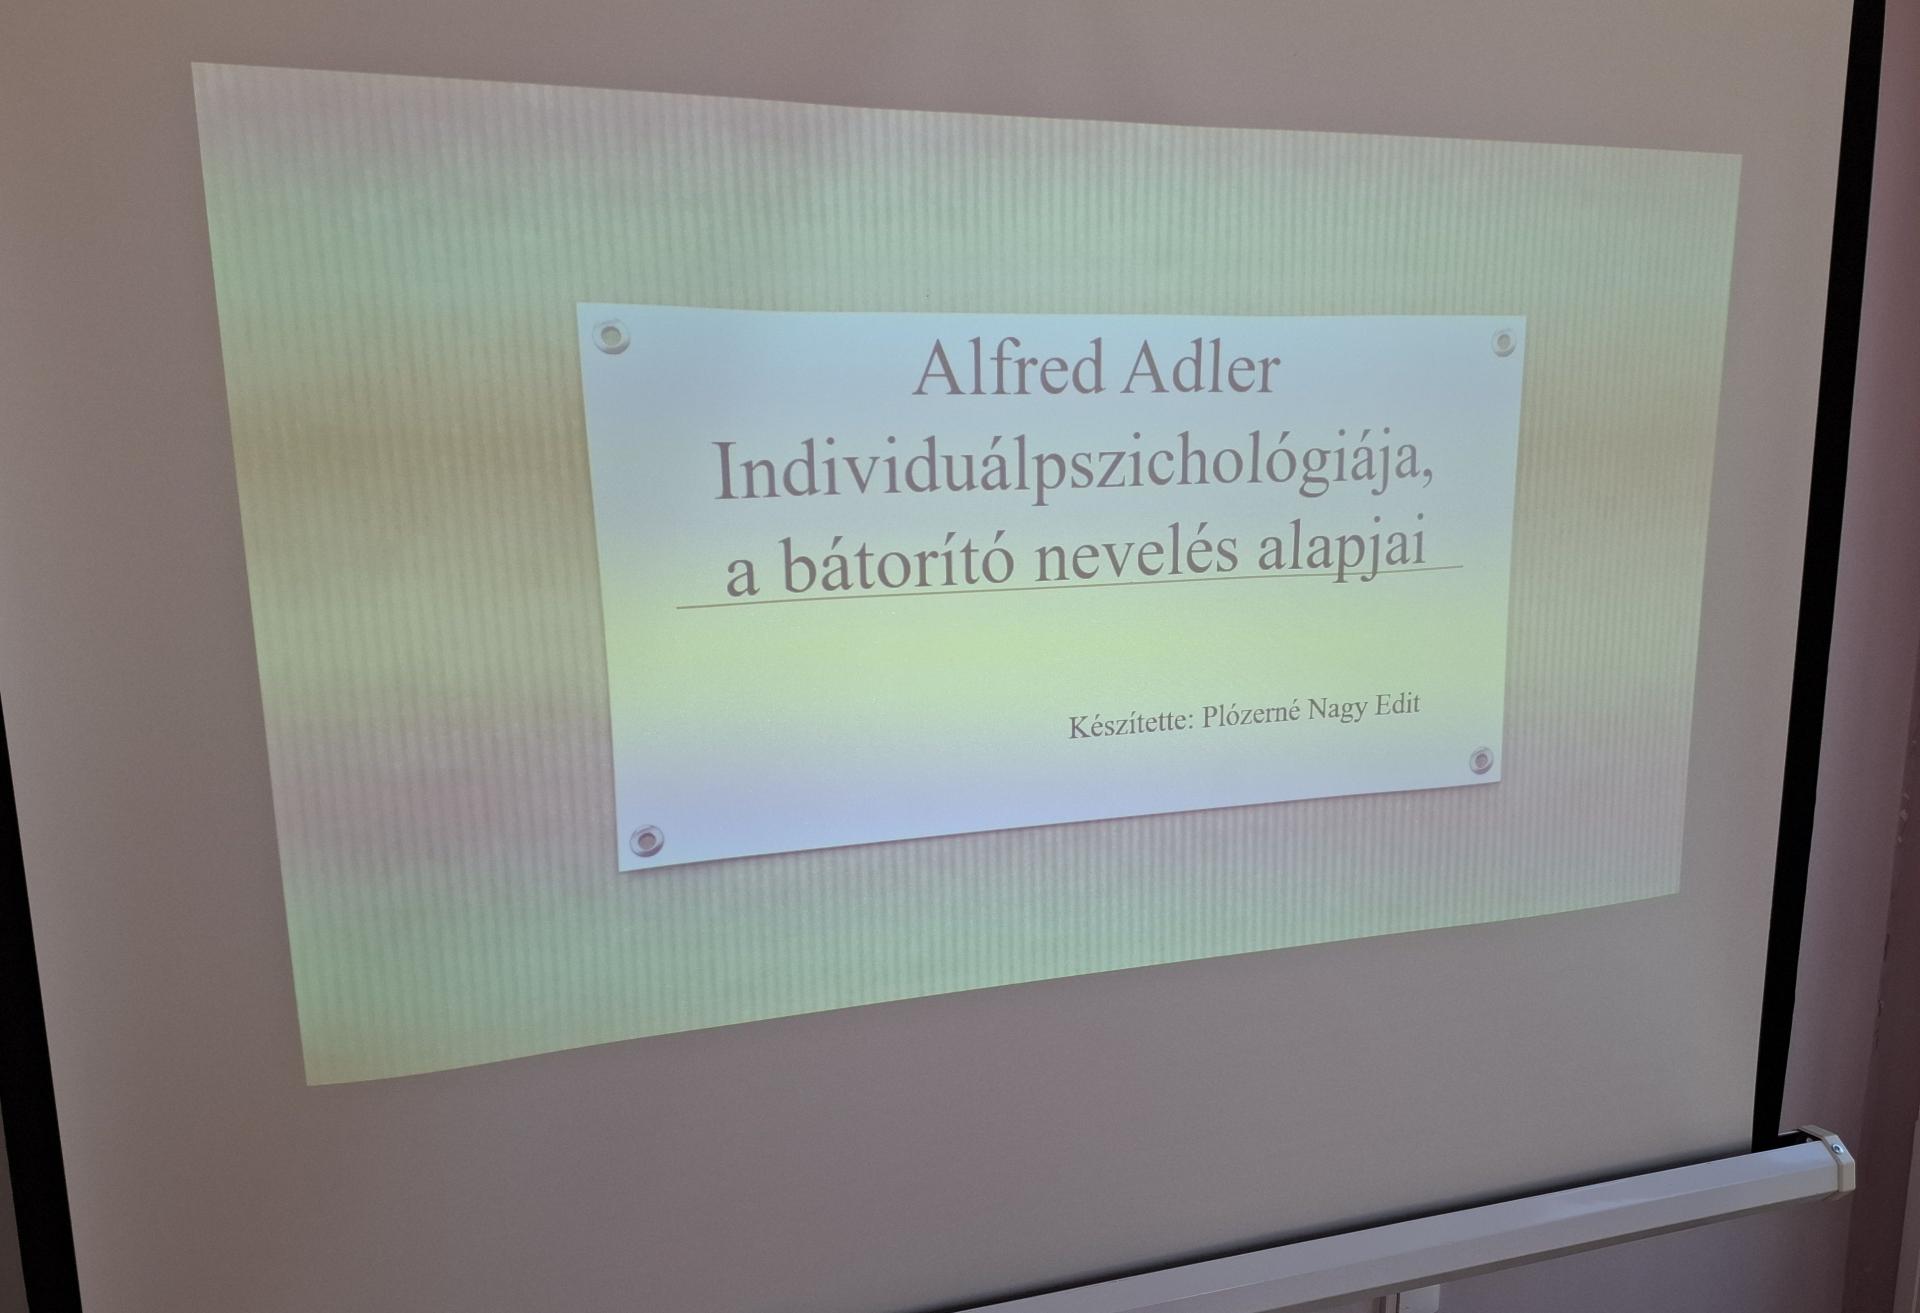 Alfred Adler
Individuálpszichológiája,
a bátorító nevelés alapjai
Készítette: Plózerné Nagy Edit